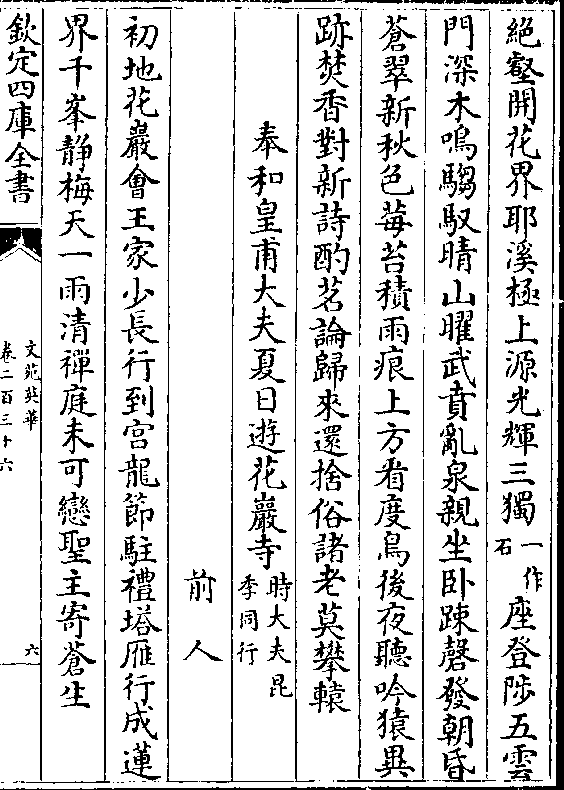 絶壑開花界耶溪極上源光輝三獨一作石座登陟五雲
門深木鳴騶馭晴山曜武賁亂泉親坐卧踈磬發朝昏
蒼翠新秋色莓苔積雨痕上方看度鳥後夜聽吟猿異
跡焚香對新詩酌茗論歸來還捨俗諸老莫攀轅
奉和皇甫大夫夏日遊花嚴寺時大夫昆季同行
前人
初地花巖會王家少長行到宫龍節駐禮塔雁行成蓮
界千峯静梅天一雨清禪庭未可戀聖主寄蒼生
欽定四庫全書
文苑英華
卷二百三十六
六